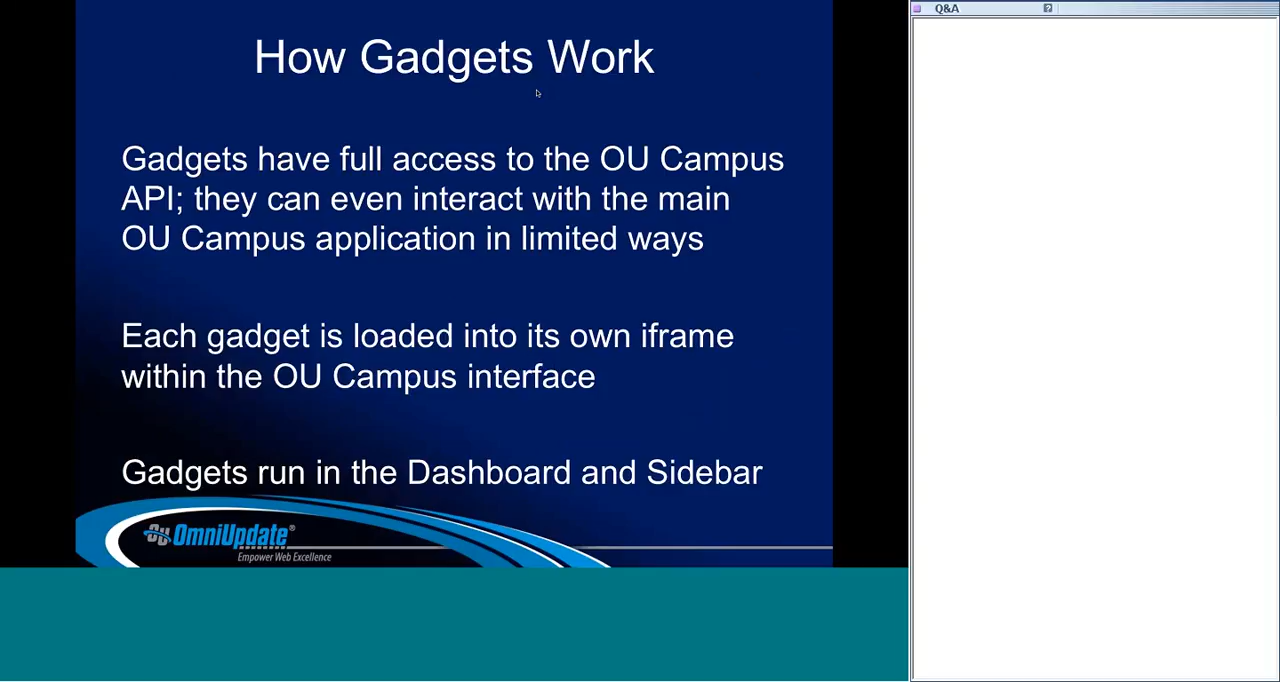 How Gadgets Work
Gadgets have full access to the OU Campus
API; they can even interact with the main
OU Campus application in limited ways
Each gadget is loaded into its own iframe
within the OU Campus interface
Gadgets run in the Dashboard and Sidebar
OU OmniUpdate®
Empower Web Excellence
Q&A
?